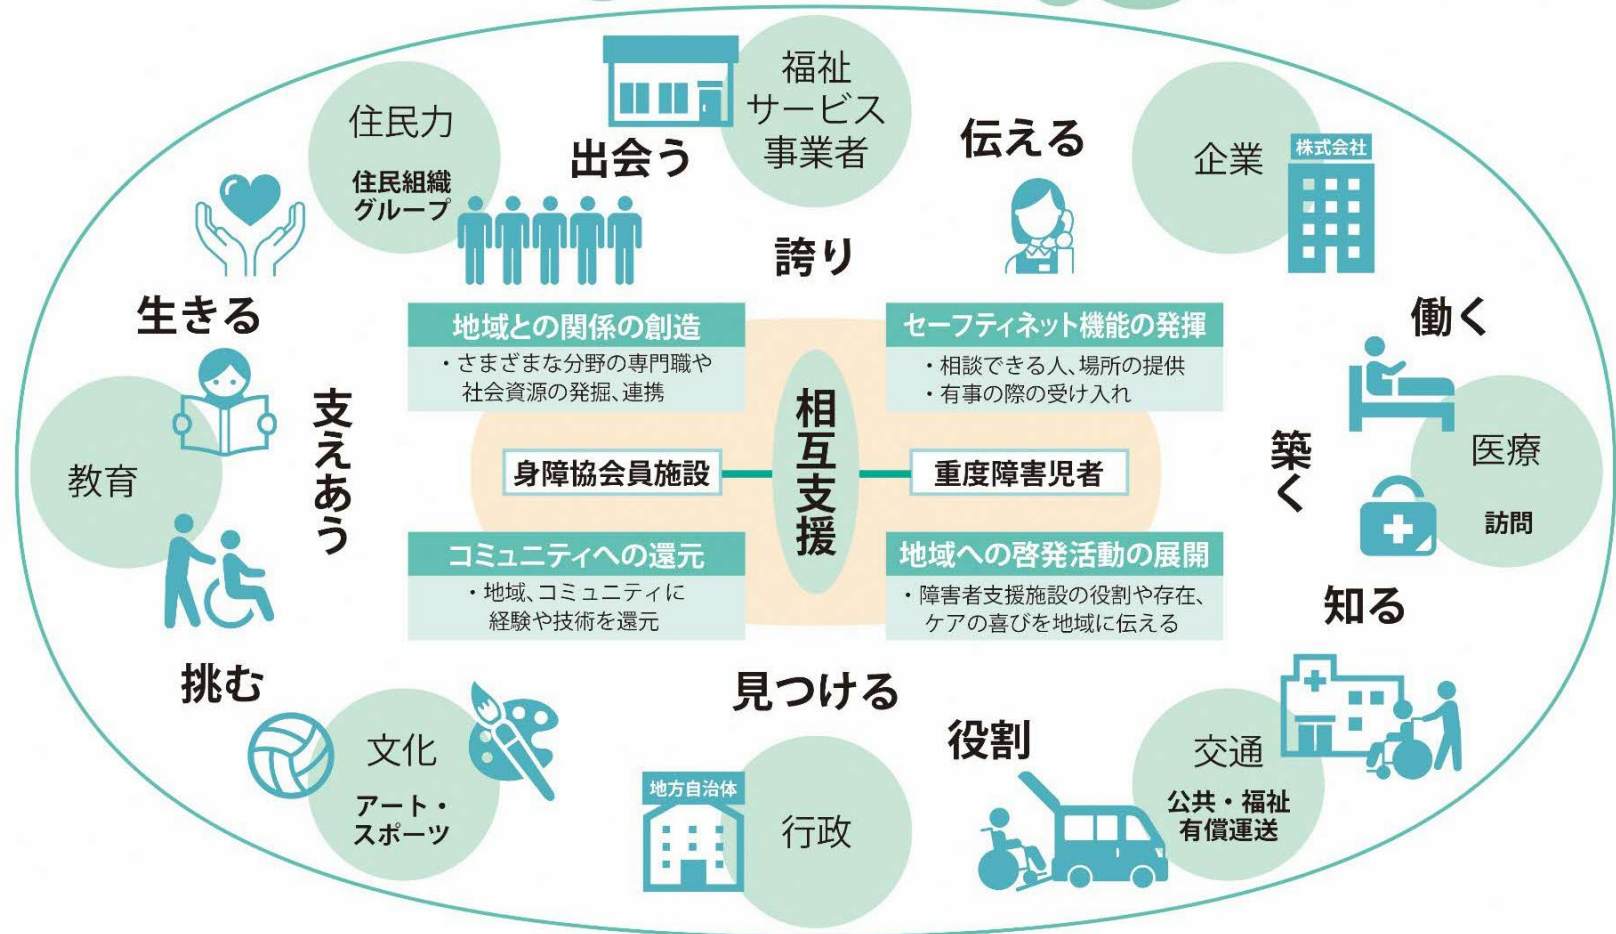 福祉
サービス
事業者
住民力
住民組織
グループ
出会う
伝える
企業
株式会社
誇り
生きる
働く
地域との関係の創造
・さまざまな分野の専門職や
社会資源の発掘、連携
セーフティネット機能の発揮
・相談できる人、場所の提供
・有事の際の受け入れ
支えあう
相互支援
築く
教育
身障協会員施設
重度障害児者
医療
訪問
コミュニティへの還元
・地域、コミュニティに
経験や技術を還元
地域への啓発活動の展開
・障害者支援施設の役割や存在、
ケアの喜びを地域に伝える
知る
挑む
見つける
役割
文化
アート・
スポーツ
地方自治体
行政
交通
公共・福祉
有償運送